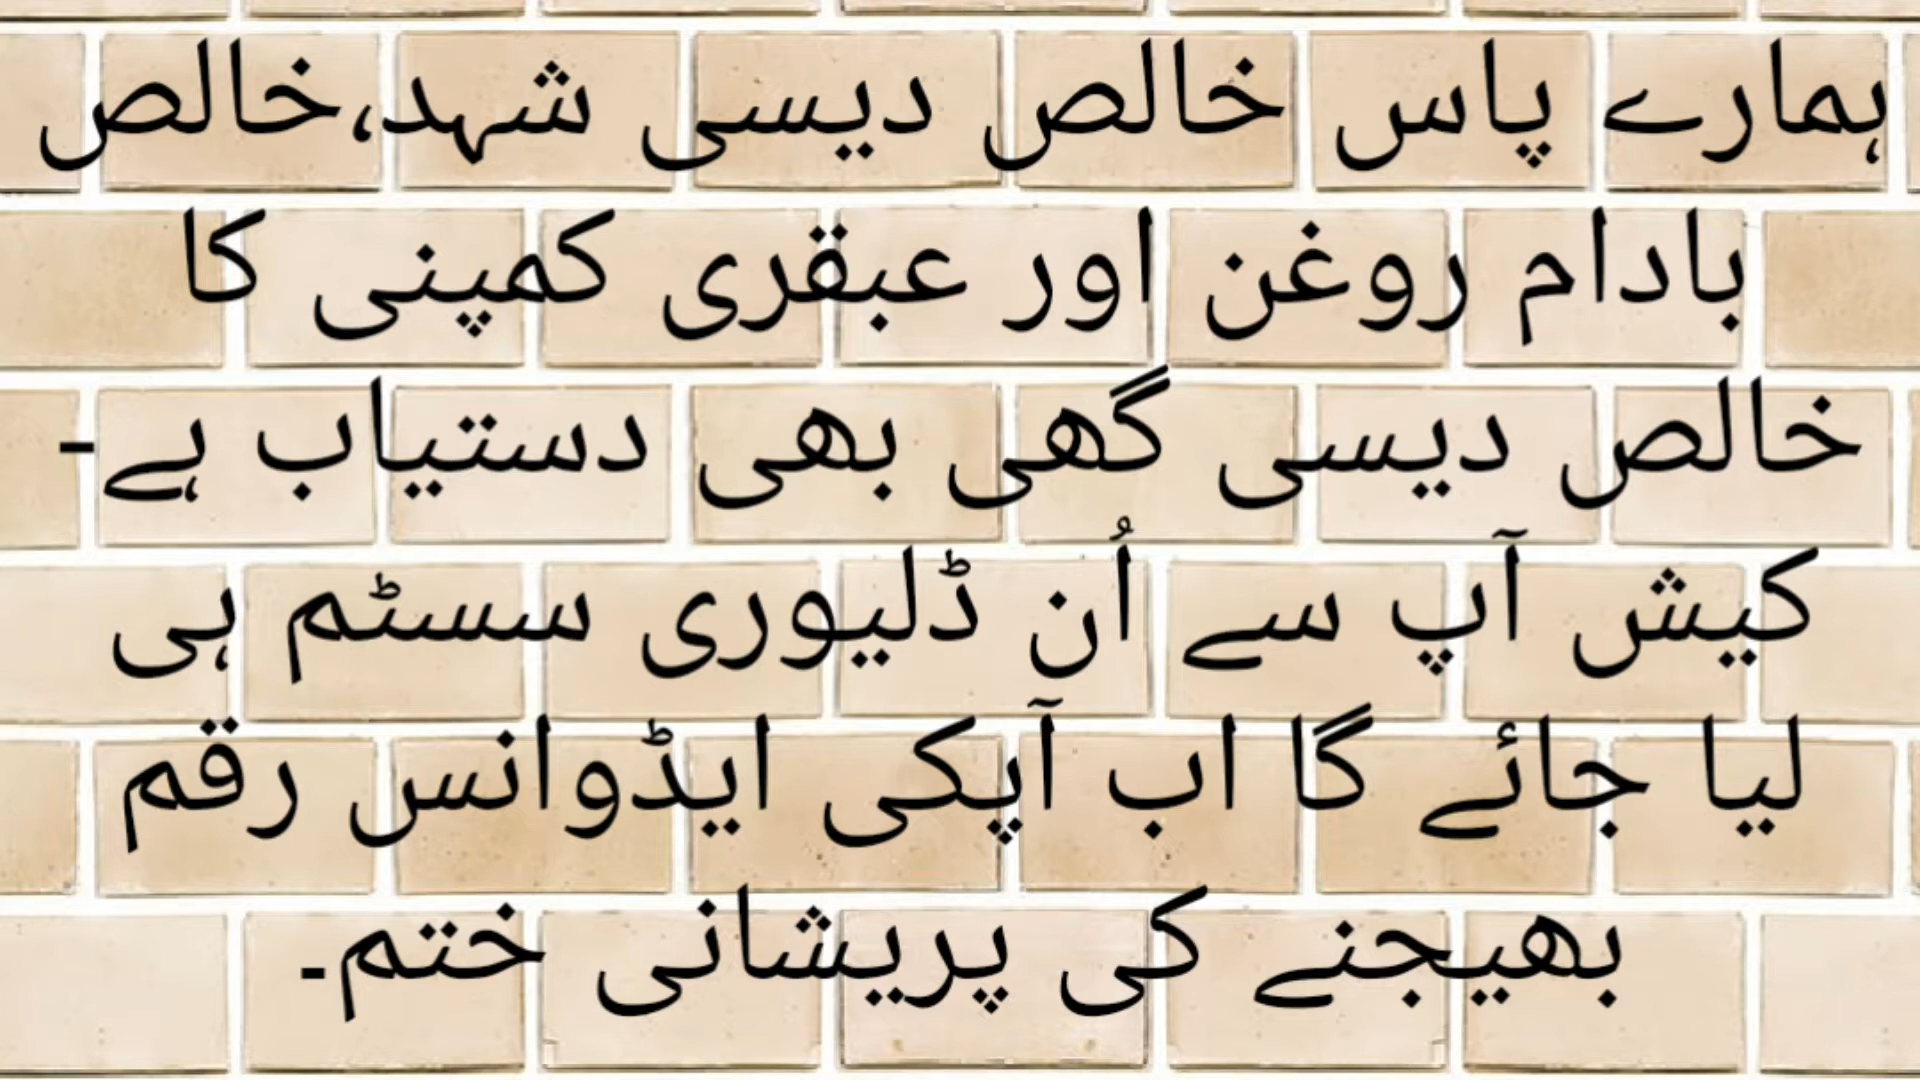 ہمارے پاس خالص دیسی شہد،خالص
بادام روغن اور عبقری کمپنی کا
خالص دیسی گھی بھی دستیاب ہے-
کیش آپ سے اُن ڈلیوری سسٹم ہی
لیا جائے گا اب آپکی ایڈوانس رقم
بھیجنے کی پریشانی ختم۔